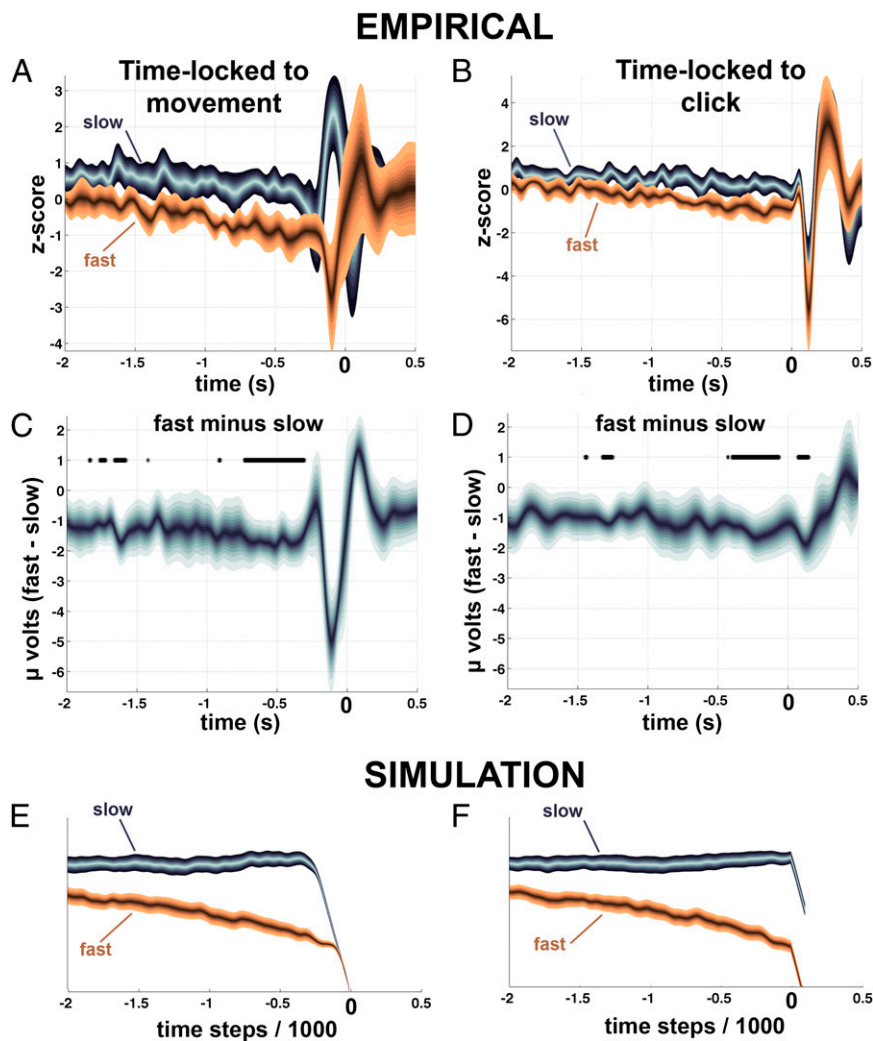 EMPIRICAL
A
Time-locked to
movement
slow
fast
z-score
3
2
1
0
-1
-2
3
-4
-2
-1.5
-1
-0.5
0
0.5
time (s)
B
Time-locked to
click
slow
fast
z-score
4
2
0
-2
-4
-6
-2
-1.5
-1
-0.5
0
0.5
time (s)
C
fast minus slow
μ volts (fast - slow)
2
1
0
-1
-2
-3
-4
-5
-6
-2
-1.5
-1
-0.5
0
0.5
time (s)
D
fast minus slow
μ volts (fast - slow)
2
1
0
-1
-2
-3
-4
-5
-6
-2
-1.5
-1
-0.5
0
0.5
time (s)
SIMULATION
E
slow
fast
-2
-1.5
-1
-0.5
0
0.5
time steps / 1000
F
slow
fast
-2
-1.5
-1
-0.5
0
0.5
time steps / 1000